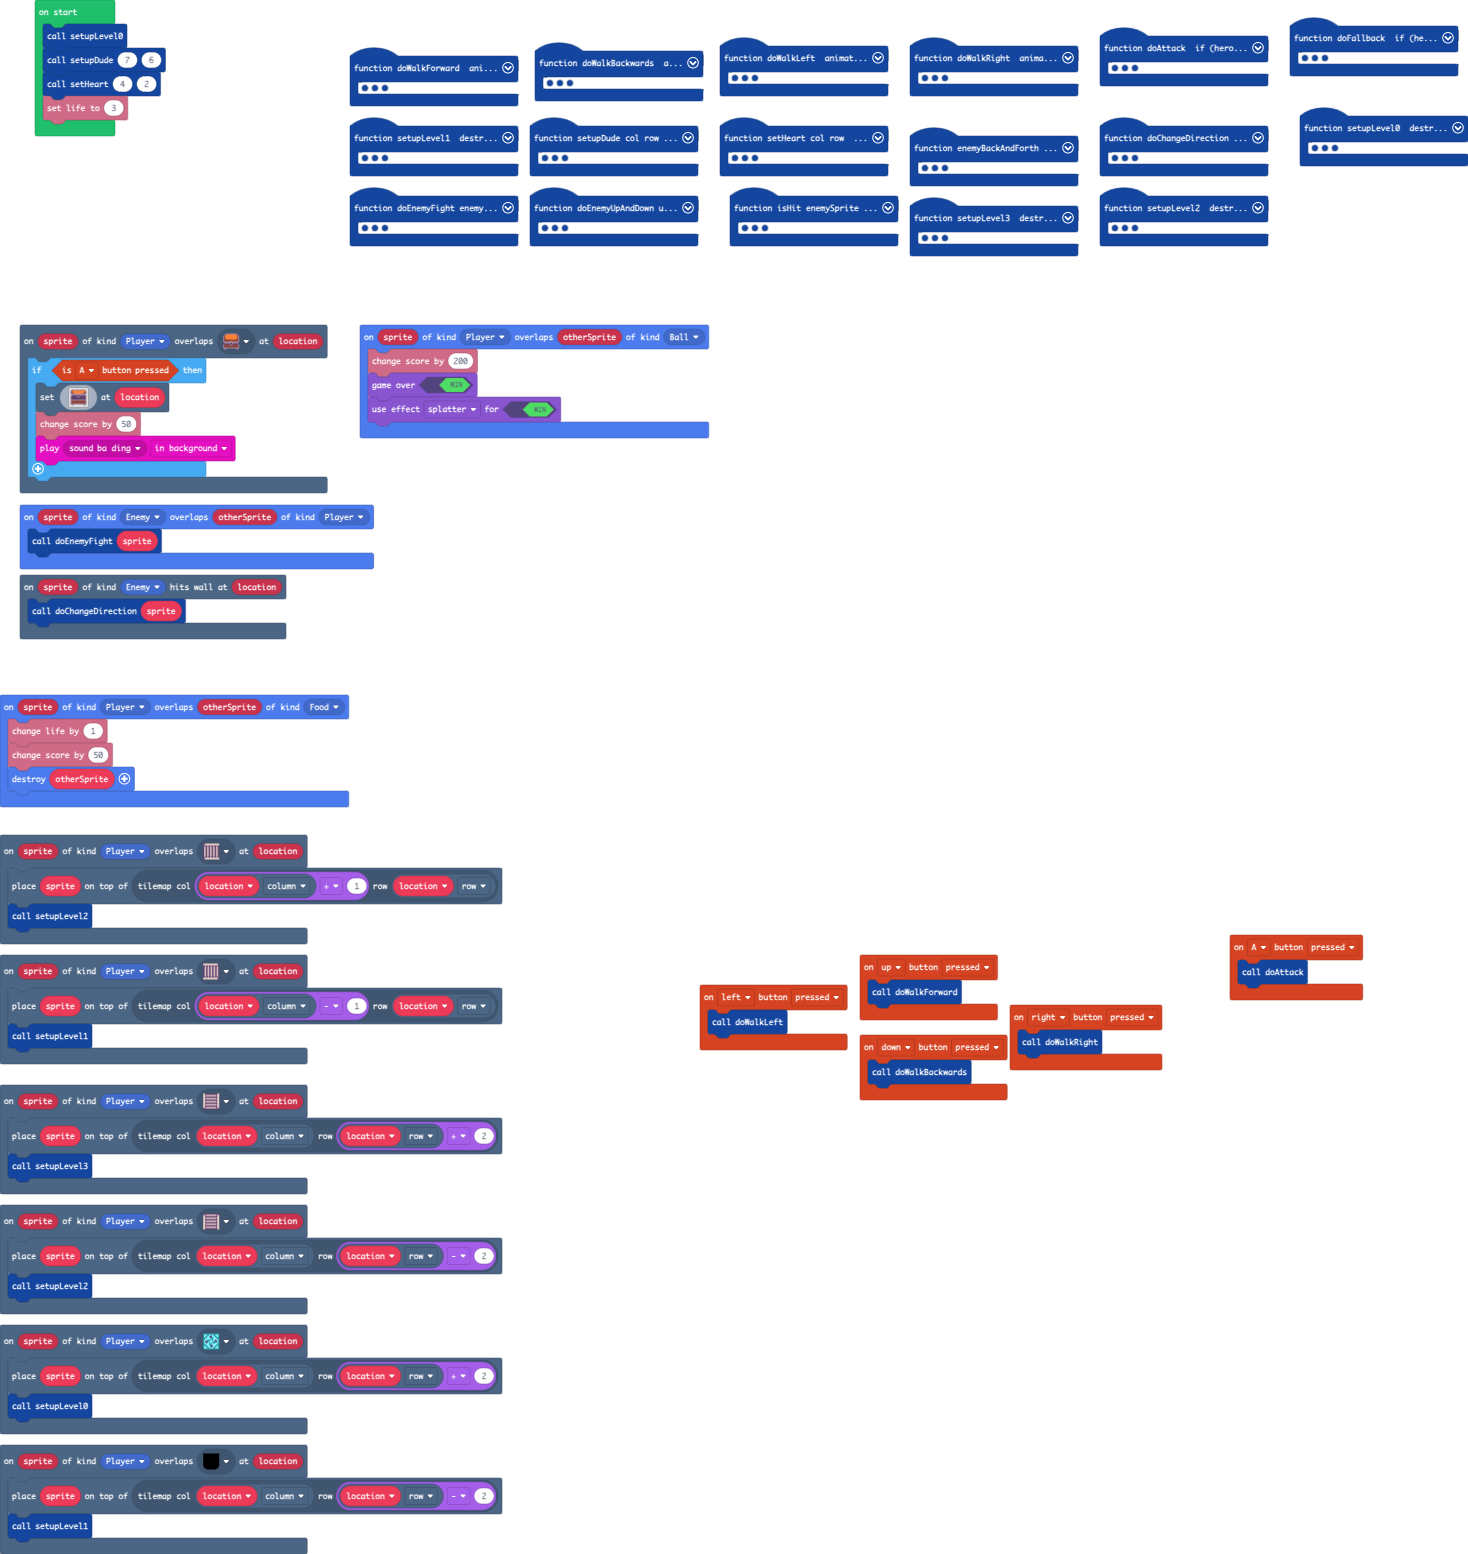 on start
call setupLevel0
call setupDude 7 6
call setHeart 4 2
set life to 3
function doWalkForward ani...
function doWalkBackwards a...
function doWalkLeft animat...
function doWalkRight anima...
function doAttack if (hero...
function doFallback if (he...
function setupLevel1 destr...
function setupDude col row ...
function setHeart col row ...
function enemyBackAndForth ...
function doChangeDirection ...
function setupLevel0 destr...
function doEnemyFight enemy...
function doEnemyUpAndDown u...
function isHit enemySprite ...
function setupLevel3 destr...
function setupLevel2 destr...
on sprite of kind Player overlaps at location
if is A button pressed then
set at location
change score by 50
play sound ba ding in background
on sprite of kind Player overlaps otherSprite of kind Ball
change score by 200
game over WIN
use effect splatter for WIN
on sprite of kind Enemy overlaps otherSprite of kind Player
call doEnemyFight sprite
on sprite of kind Enemy hits wall at location
call doChangeDirection sprite
on sprite of kind Player overlaps otherSprite of kind Food
change life by 1
change score by 50
destroy otherSprite
on sprite of kind Player overlaps at location
place sprite on top of tilemap col location column + 1 row location row
call setupLevel2
on sprite of kind Player overlaps at location
place sprite on top of tilemap col location column - 1 row location row
call setupLevel1
on sprite of kind Player overlaps at location
place sprite on top of tilemap col location column row location row + 2
call setupLevel3
on sprite of kind Player overlaps at location
place sprite on top of tilemap col location column row location row - 2
call setupLevel2
on sprite of kind Player overlaps at location
place sprite on top of tilemap col location column row location row + 2
call setupLevel0
on sprite of kind Player overlaps at location
place sprite on top of tilemap col location column row location row - 2
call setupLevel1
on left button pressed
call doWalkLeft
on up button pressed
call doWalkForward
on down button pressed
call doWalkBackwards
on right button pressed
call doWalkRight
on A button pressed
call doAttack